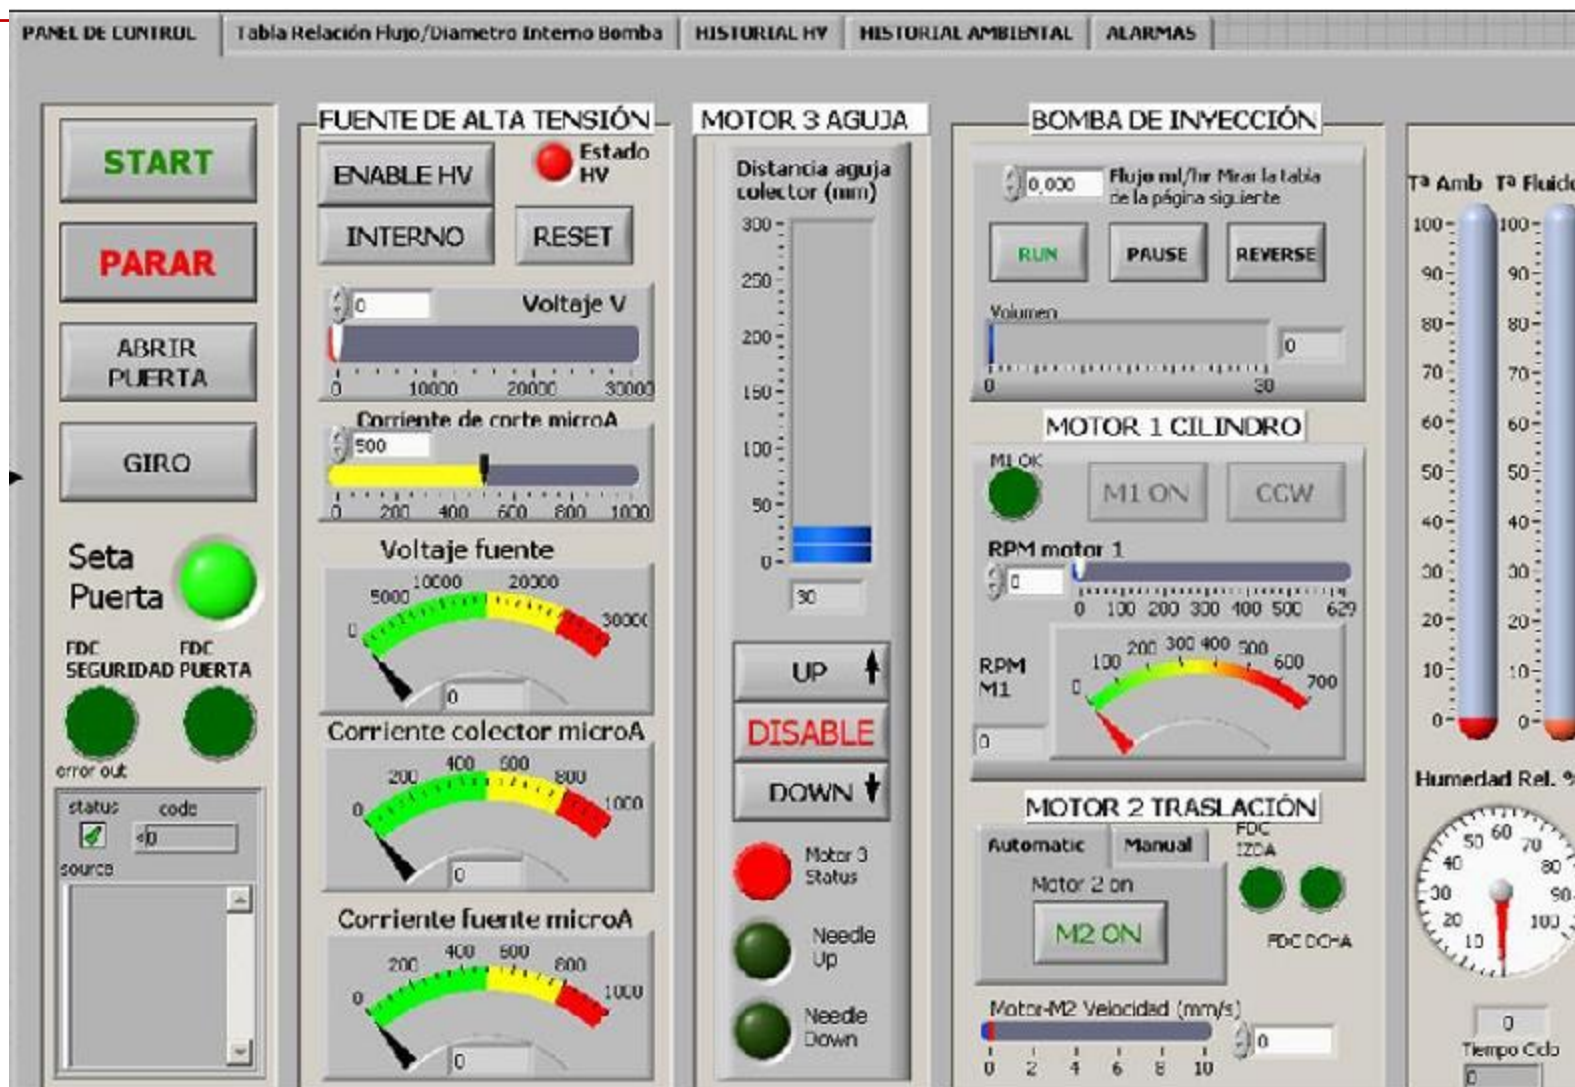 PANEL DE CONTROL
Tabla Relación Flujo/Diametro Interno Bomba
HISTORIAL HV
HISTORIAL AMBIENTAL
ALARMAS
START
PARAR
ABRIR
PUERTA
GIRO
Seta
Puerta
FDC
SEGURIDAD
FDC
PUERTA
error out
status
code
0
source
FUENTE DE ALTA TENSIÓN
ENABLE HV
Estado
HV
INTERNO
RESET
0
Voltaje V
0 10000 20000 30000
Corriente de corte microA
500
0 200 400 600 800 1000
Voltaje fuente
0 5000 10000 20000 30000
0
Corriente colector microA
0 200 400 600 800 1000
0
Corriente fuente microA
0 200 400 600 800 1000
0
MOTOR 3 AGUJA
Distancia aguja
colector (mm)
300
250
200
150
100
50
0
30
UP
DISABLE
DOWN
Motor 3
Status
Needle
Up
Needle
Down
BOMBA DE INYECCIÓN
0,000
Flujo ml/hr Mirar la tabla
de la página siguiente
RUN
PAUSE
REVERSE
Volumen
0
0 30
MOTOR 1 CILINDRO
M1 OK
M1 ON
CCW
RPM motor 1
0
0 100 200 300 400 500 629
RPM
M1
0
0 100 200 300 400 500 600 700
MOTOR 2 TRASLACIÓN
Automatic
Manual
FDC
IZDA
Motor 2 on
M2 ON
FDC DCHA
Motor-M2 Velocidad (mm/s)
0
0 2 4 6 8 10
Tª Amb
100
90
80
70
60
50
40
30
20
10
0
Tª Fluido
100
90
80
70
60
50
40
30
20
10
0
Humedad Rel. %
10 20 30 40 50 60 70 80 90 100
0
Tiempo Ciclo
0